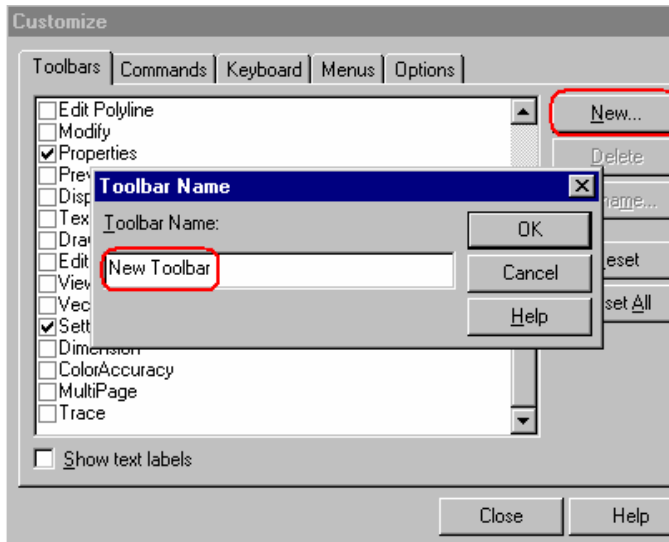 Customize
Toolbars Commands Keyboard Menus Options
Edit Polyline
Modify
Properties
New...
Delete
Toolbar Name
Toolbar Name:
New Toolbar
OK
Cancel
Help
Dimension
ColorAccuracy
MultiPage
Trace
Show text labels
Close
Help